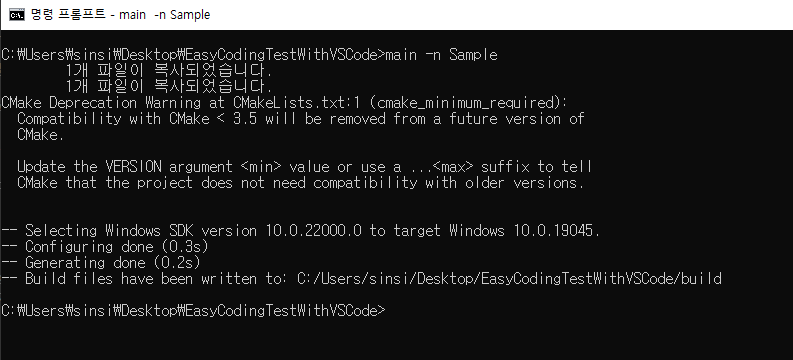 명령 프롬프트 - main -n Sample
C:₩Users₩sinsi₩Desktop₩EasyCodingTestWithVSCode>main -n Sample
1개 파일이 복사되었습니다.
1개 파일이 복사되었습니다.
CMake Deprecation Warning at CMakeLists.txt:1 (cmake_minimum_required):
Compatibility with CMake < 3.5 will be removed from a future version of
CMake.
Update the VERSION argument <min> value or use a ...<max> suffix to tell
CMake that the project does not need compatibility with older versions.
-- Selecting Windows SDK version 10.0.22000.0 to target Windows 10.0.19045.
-- Configuring done (0.3s)
-- Generating done (0.2s)
-- Build files have been written to: C:/Users/sinsi/Desktop/EasyCodingTestWithVSCode/build
C:₩Users₩sinsi₩Desktop₩EasyCodingTestWithVSCode>